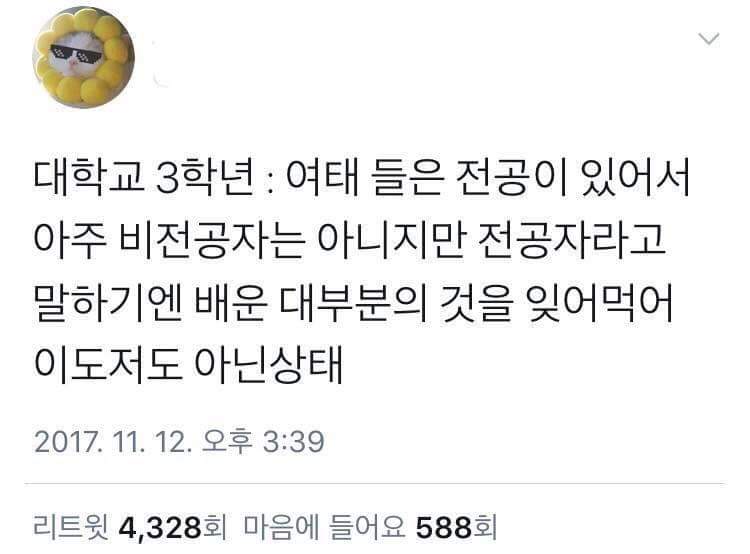 대학교 3학년 : 여태 들은 전공이 있어서
아주 비전공자는 아니지만 전공자라고
말하기엔 배운 대부분의 것을 잊어먹어
이도저도 아닌상태
2017. 11. 12. 오후 3:39
리트윗 4,328회 마음에 들어요 588회